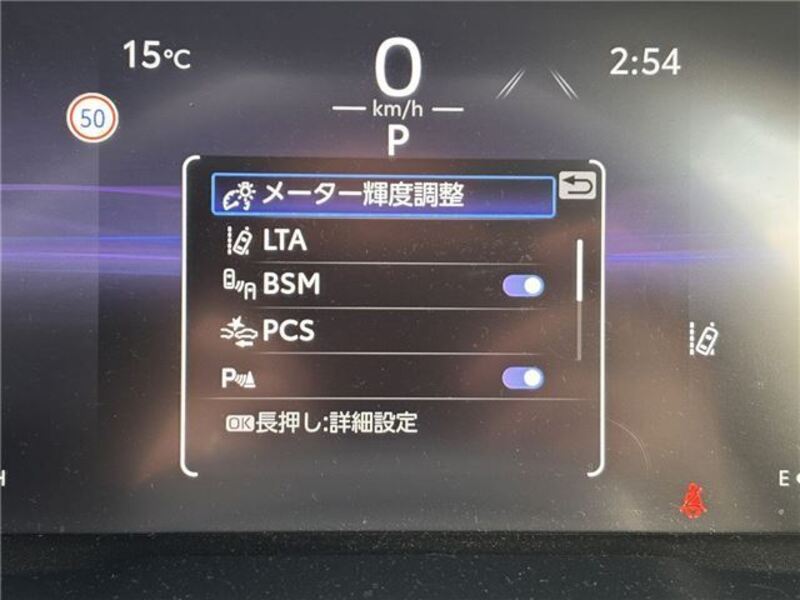 15℃
0
2:54
50
km/h
P
メーター輝度調整
LTA
BSM
PCS
P
OK長押し:詳細設定
H
E